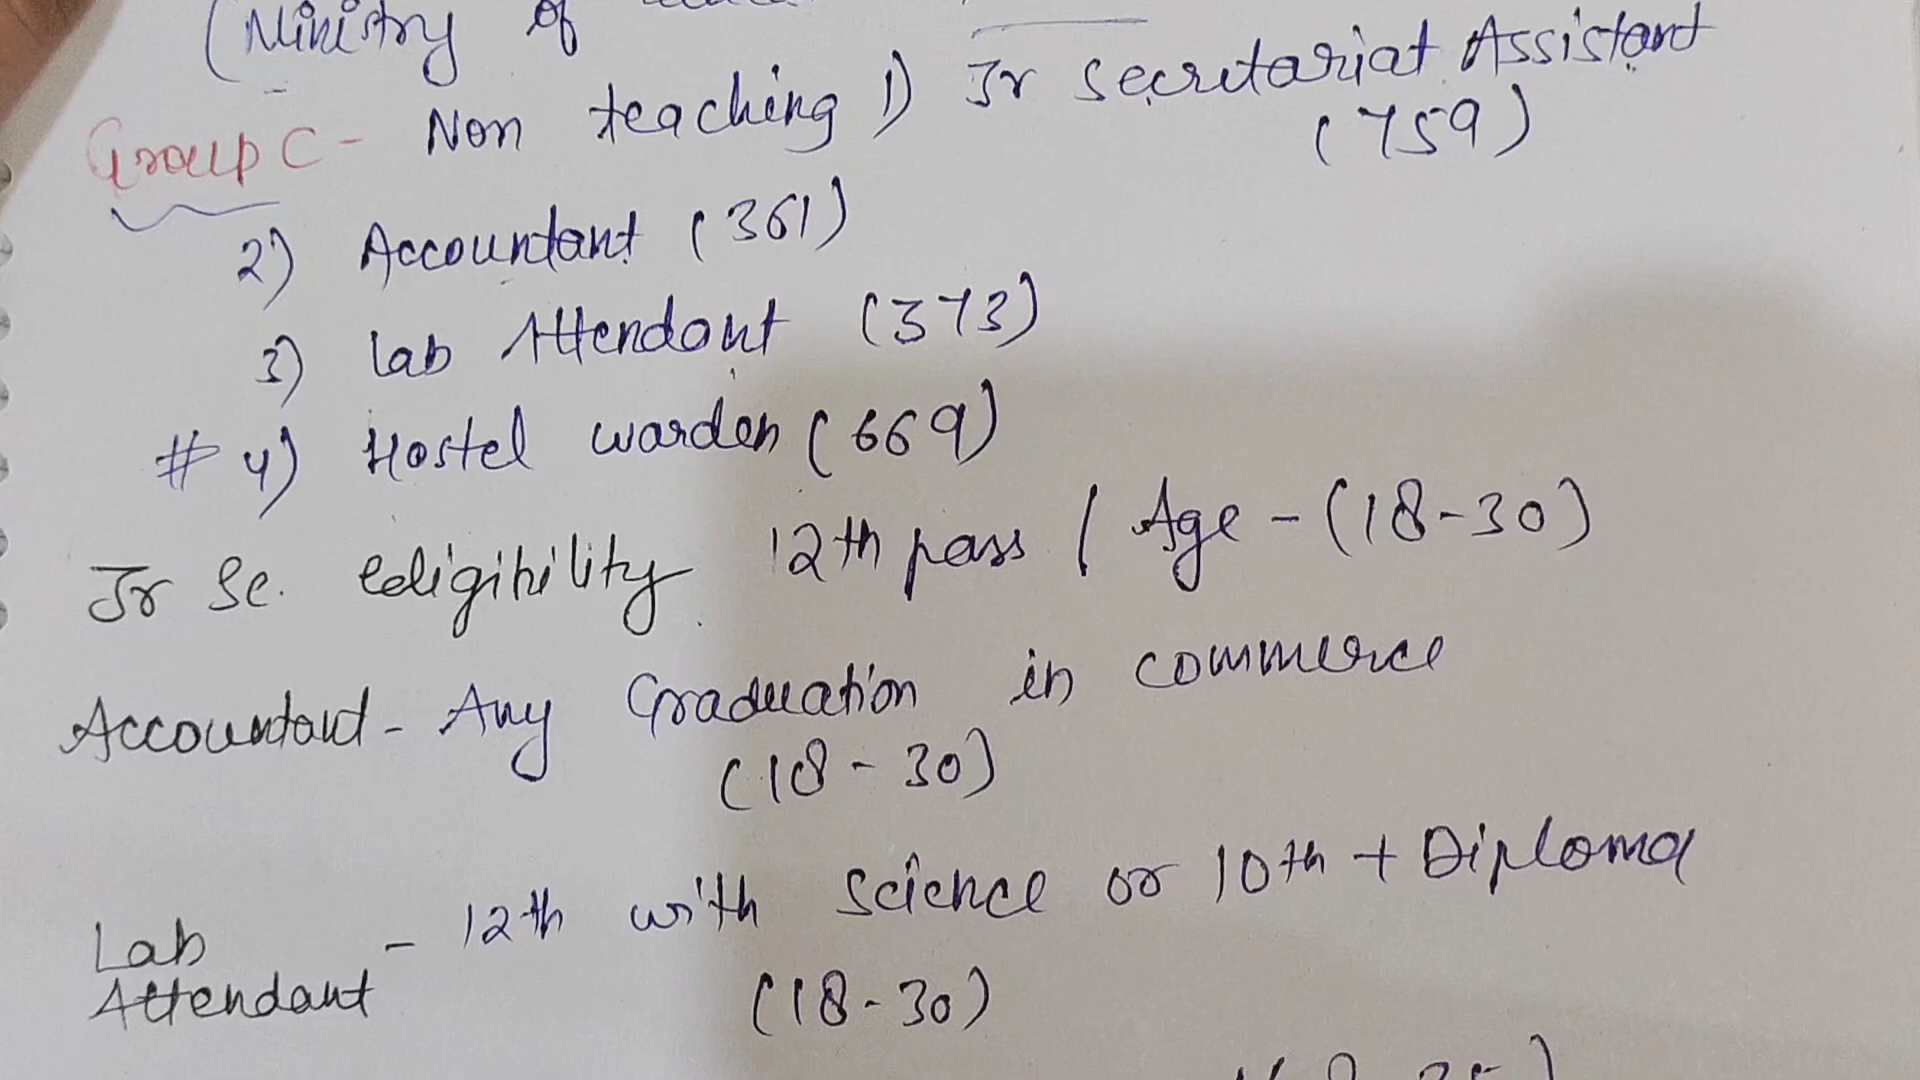 (Ministry of
Group C - Non teaching 1) Jr Secretariat Assistant
(759)
2) Accountant (361)
3) Lab Attendant (373)
# 4) Hostel warden (669)
Jr Se. eligibility 12th pass / Age - (18-30)
Accountant - Any Graduation in commerce
(18-30)
Lab Attendant - 12th with science or 10th + Diploma
(18-30)